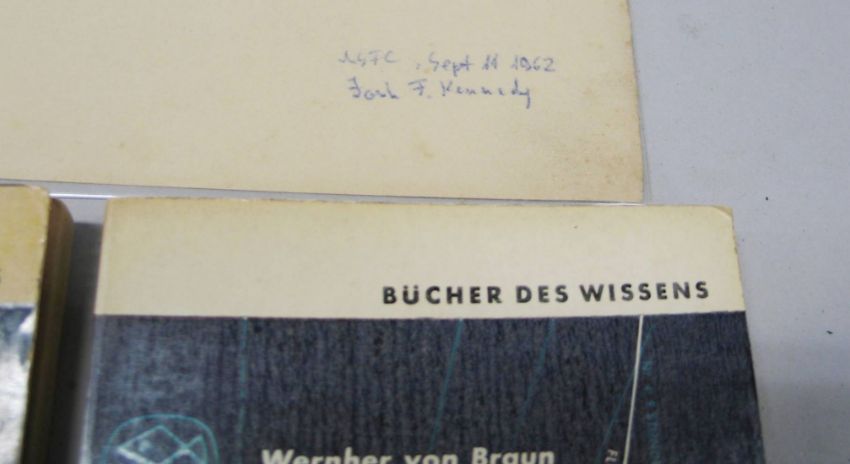 MSFC, Sept 11 1962
John F. Kennedy
BÜCHER DES WISSENS
Wernher von Braun